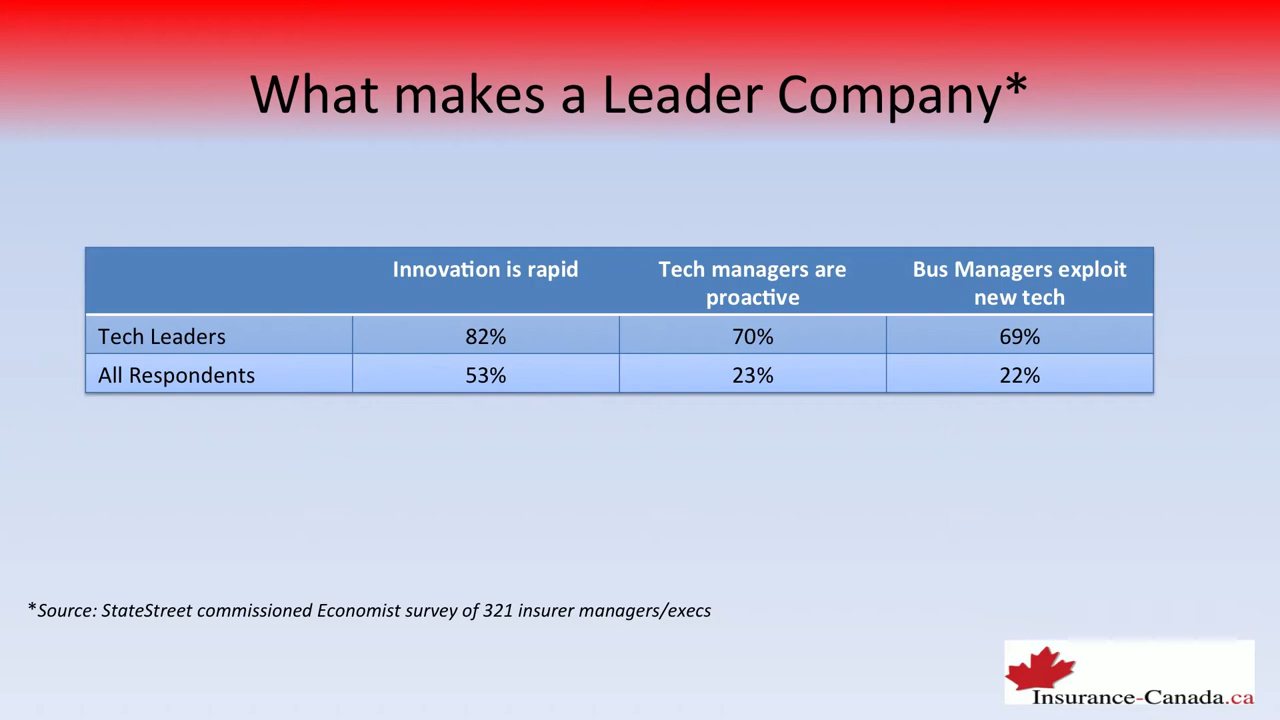 What makes a Leader Company*
Innovation is rapid
Tech managers are
proactive
Bus Managers exploit
new tech
Tech Leaders 82% 70% 69%
All Respondents 53% 23% 22%
*Source: StateStreet commissioned Economist survey of 321 insurer managers/execs
Insurance-Canada.ca